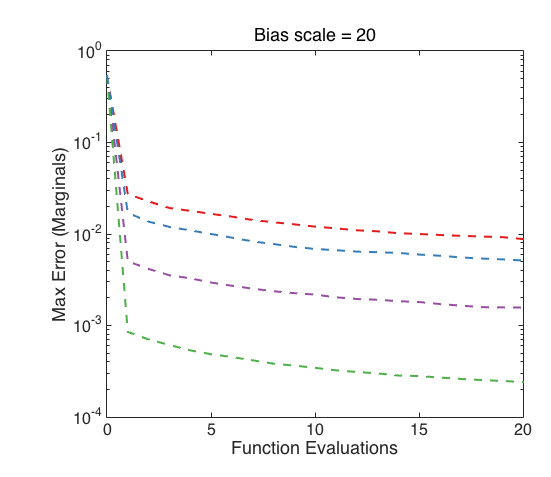 Bias scale = 20
10^0
10^-1
10^-2
10^-3
10^-4
Max Error (Marginals)
0 5 10 15 20
Function Evaluations